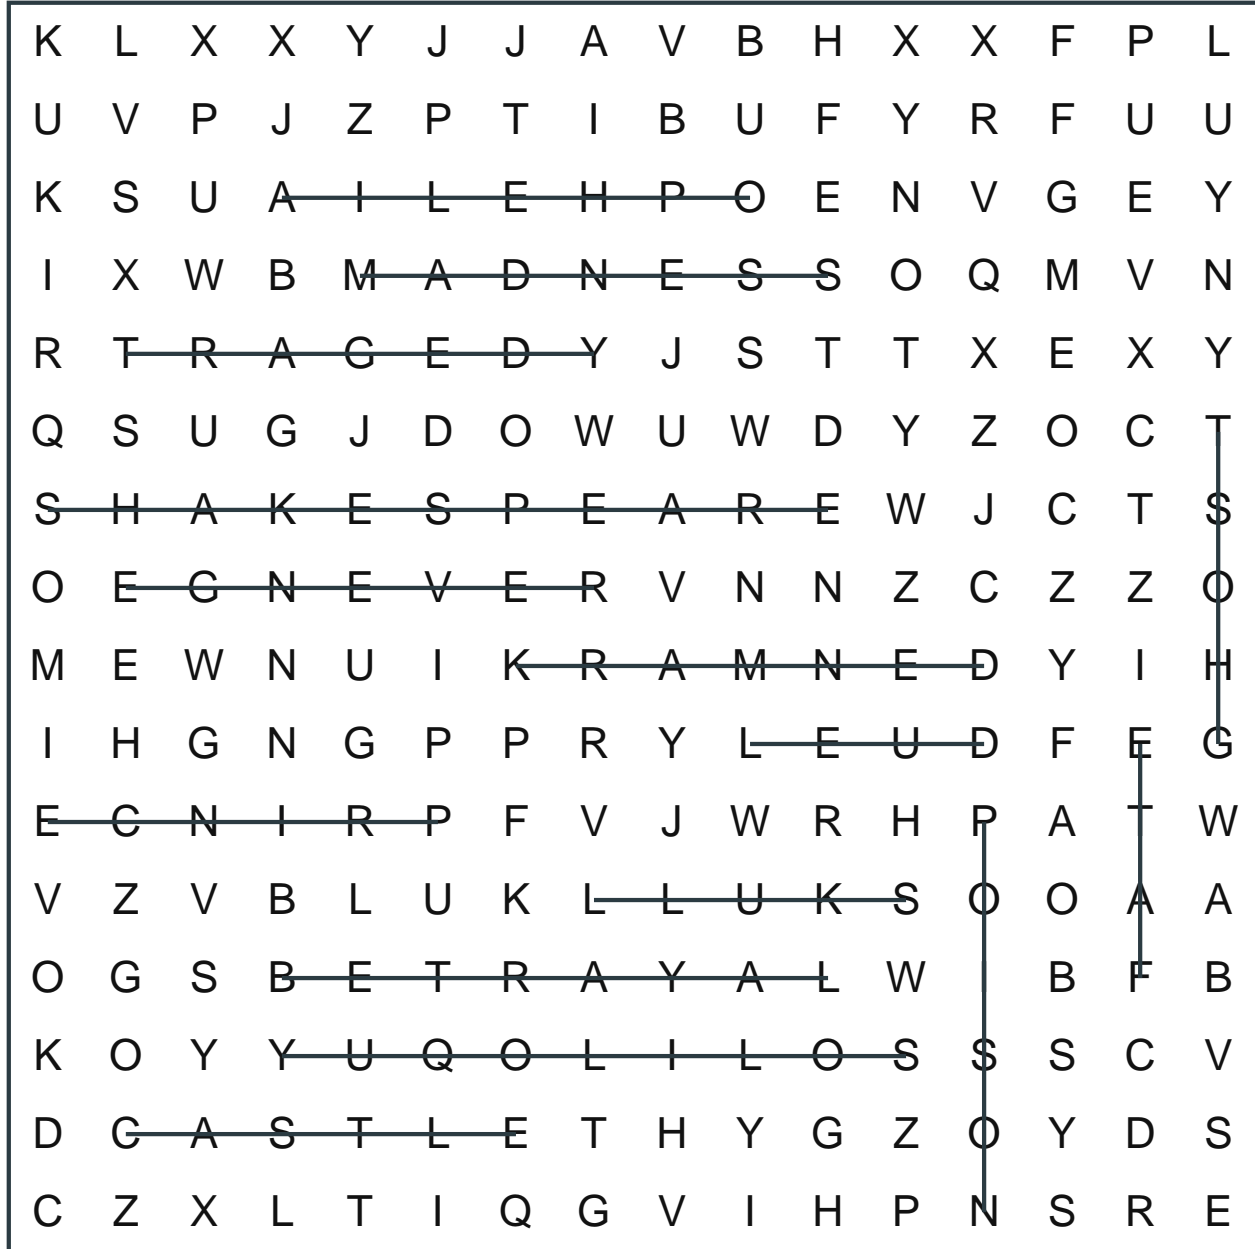 K L X X Y J J A V B H X X F P L
U V P J Z P T I B U F Y R F U U
K S U A I L E H P O E N V G E Y
I X W B M A D N E S S O Q M V N
R T R A G E D Y J S T T X E X Y
Q S U G J D O W U W D Y Z O C T
S H A K E S P E A R E W J C T S
O E G N E V E R V N N Z C Z Z O
M E W N U I K R A M N E D Y I H
I H G N G P P R Y L E U D F E G
E C N I R P F V J W R H P A T W
V Z V B L U K L L U K S O O A A
O G S B E T R A Y A L W I B F B
K O Y Y U Q O L I L O S S S C V
D C A S T L E T H Y G Z O Y D S
C Z X L T I Q G V I H P N S R E